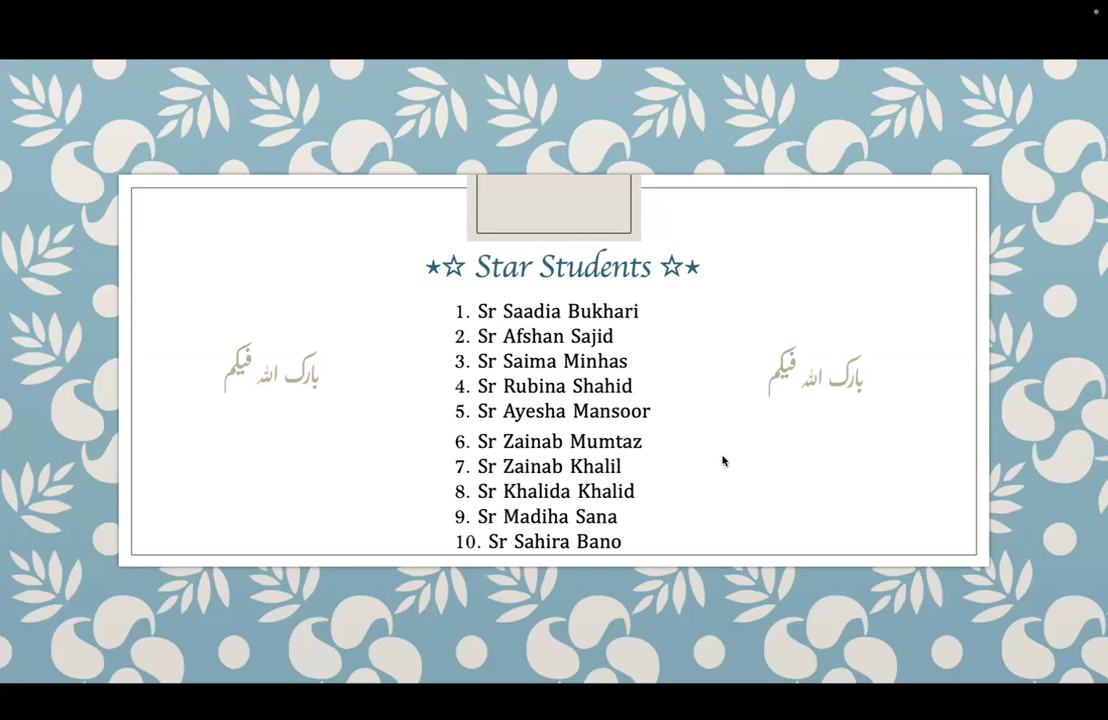 ★☆ Star Students ☆★
1. Sr Saadia Bukhari
2. Sr Afshan Sajid
3. Sr Saima Minhas
4. Sr Rubina Shahid
5. Sr Ayesha Mansoor
6. Sr Zainab Mumtaz
7. Sr Zainab Khalil
8. Sr Khalida Khalid
9. Sr Madiha Sana
10. Sr Sahira Bano
بارک اللہ فیکم
بارک اللہ فیکم